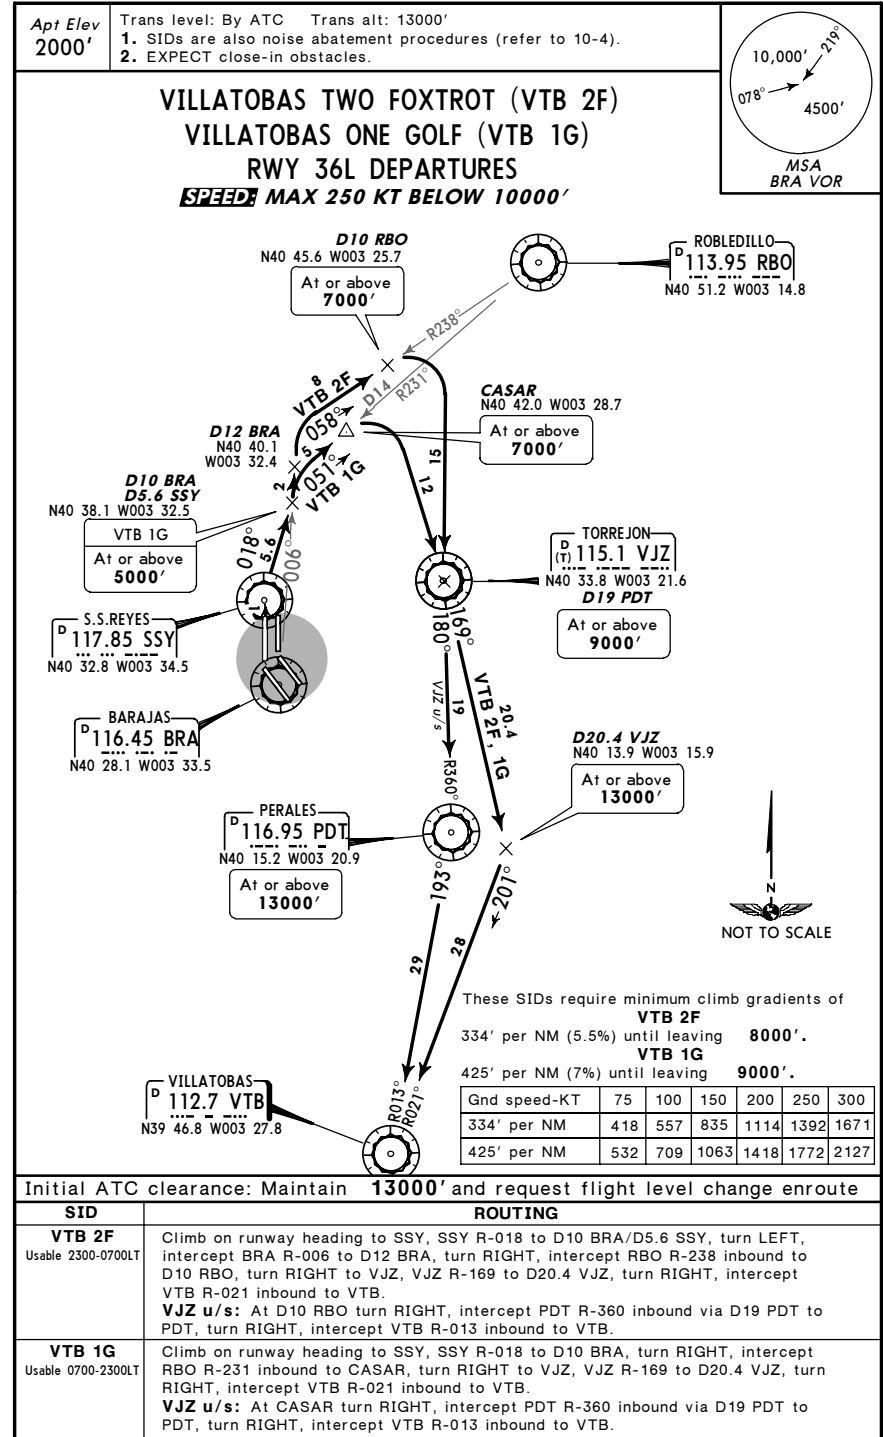 Apt Elev
2000'
Trans level: By ATC Trans alt: 13000'
1. SIDs are also noise abatement procedures (refer to 10-4).
2. EXPECT close-in obstacles.
10,000'
219°
078°
4500'
MSA
BRA VOR
VILLATOBAS TWO FOXTROT (VTB 2F)
VILLATOBAS ONE GOLF (VTB 1G)
RWY 36L DEPARTURES
SPEED: MAX 250 KT BELOW 10000'
D10 RBO
N40 45.6 W003 25.7
At or above
7000'
ROBLEDILLO
D
113.95 RBO
N40 51.2 W003 14.8
R238°
D14
R231°
8
VTB 2F
058°
CASAR
N40 42.0 W003 28.7
At or above
7000'
D12 BRA
N40 40.1
W003 32.4
5
051°
VTB 1G
2
15
12
D10 BRA
D5.6 SSY
N40 38.1 W003 32.5
VTB 1G
At or above
5000'
018°
5.6
006°
TORREJON
D
(T) 115.1 VJZ
N40 33.8 W003 21.6
D19 PDT
At or above
9000'
S.S.REYES
D
117.85 SSY
N40 32.8 W003 34.5
1
BARAJAS
D
116.45 BRA
N40 28.1 W003 33.5
180°
169°
VJZ u/s
19
R360°
20.4
VTB 2F, 1G
D20.4 VJZ
N40 13.9 W003 15.9
At or above
13000'
PERALES
D
116.95 PDT
N40 15.2 W003 20.9
At or above
13000'
193°
201°
29
28
N
NOT TO SCALE
These SIDs require minimum climb gradients of
VTB 2F
334' per NM (5.5%) until leaving 8000'.
VTB 1G
425' per NM (7%) until leaving 9000'.
Gnd speed-KT 75 100 150 200 250 300
334' per NM 418 557 835 1114 1392 1671
425' per NM 532 709 1063 1418 1772 2127
VILLATOBAS
D
112.7 VTB
N39 46.8 W003 27.8
R013°
R021°
Initial ATC clearance: Maintain 13000' and request flight level change enroute
SID ROUTING
VTB 2F
Usable 2300-0700LT
Climb on runway heading to SSY, SSY R-018 to D10 BRA/D5.6 SSY, turn LEFT,
intercept BRA R-006 to D12 BRA, turn RIGHT, intercept RBO R-238 inbound to
D10 RBO, turn RIGHT to VJZ, VJZ R-169 to D20.4 VJZ, turn RIGHT, intercept
VTB R-021 inbound to VTB.
VJZ u/s: At D10 RBO turn RIGHT, intercept PDT R-360 inbound via D19 PDT to
PDT, turn RIGHT, intercept VTB R-013 inbound to VTB.
VTB 1G
Usable 0700-2300LT
Climb on runway heading to SSY, SSY R-018 to D10 BRA, turn RIGHT, intercept
RBO R-231 inbound to CASAR, turn RIGHT to VJZ, VJZ R-169 to D20.4 VJZ, turn
RIGHT, intercept VTB R-021 inbound to VTB.
VJZ u/s: At CASAR turn RIGHT, intercept PDT R-360 inbound via D19 PDT to
PDT, turn RIGHT, intercept VTB R-013 inbound to VTB.